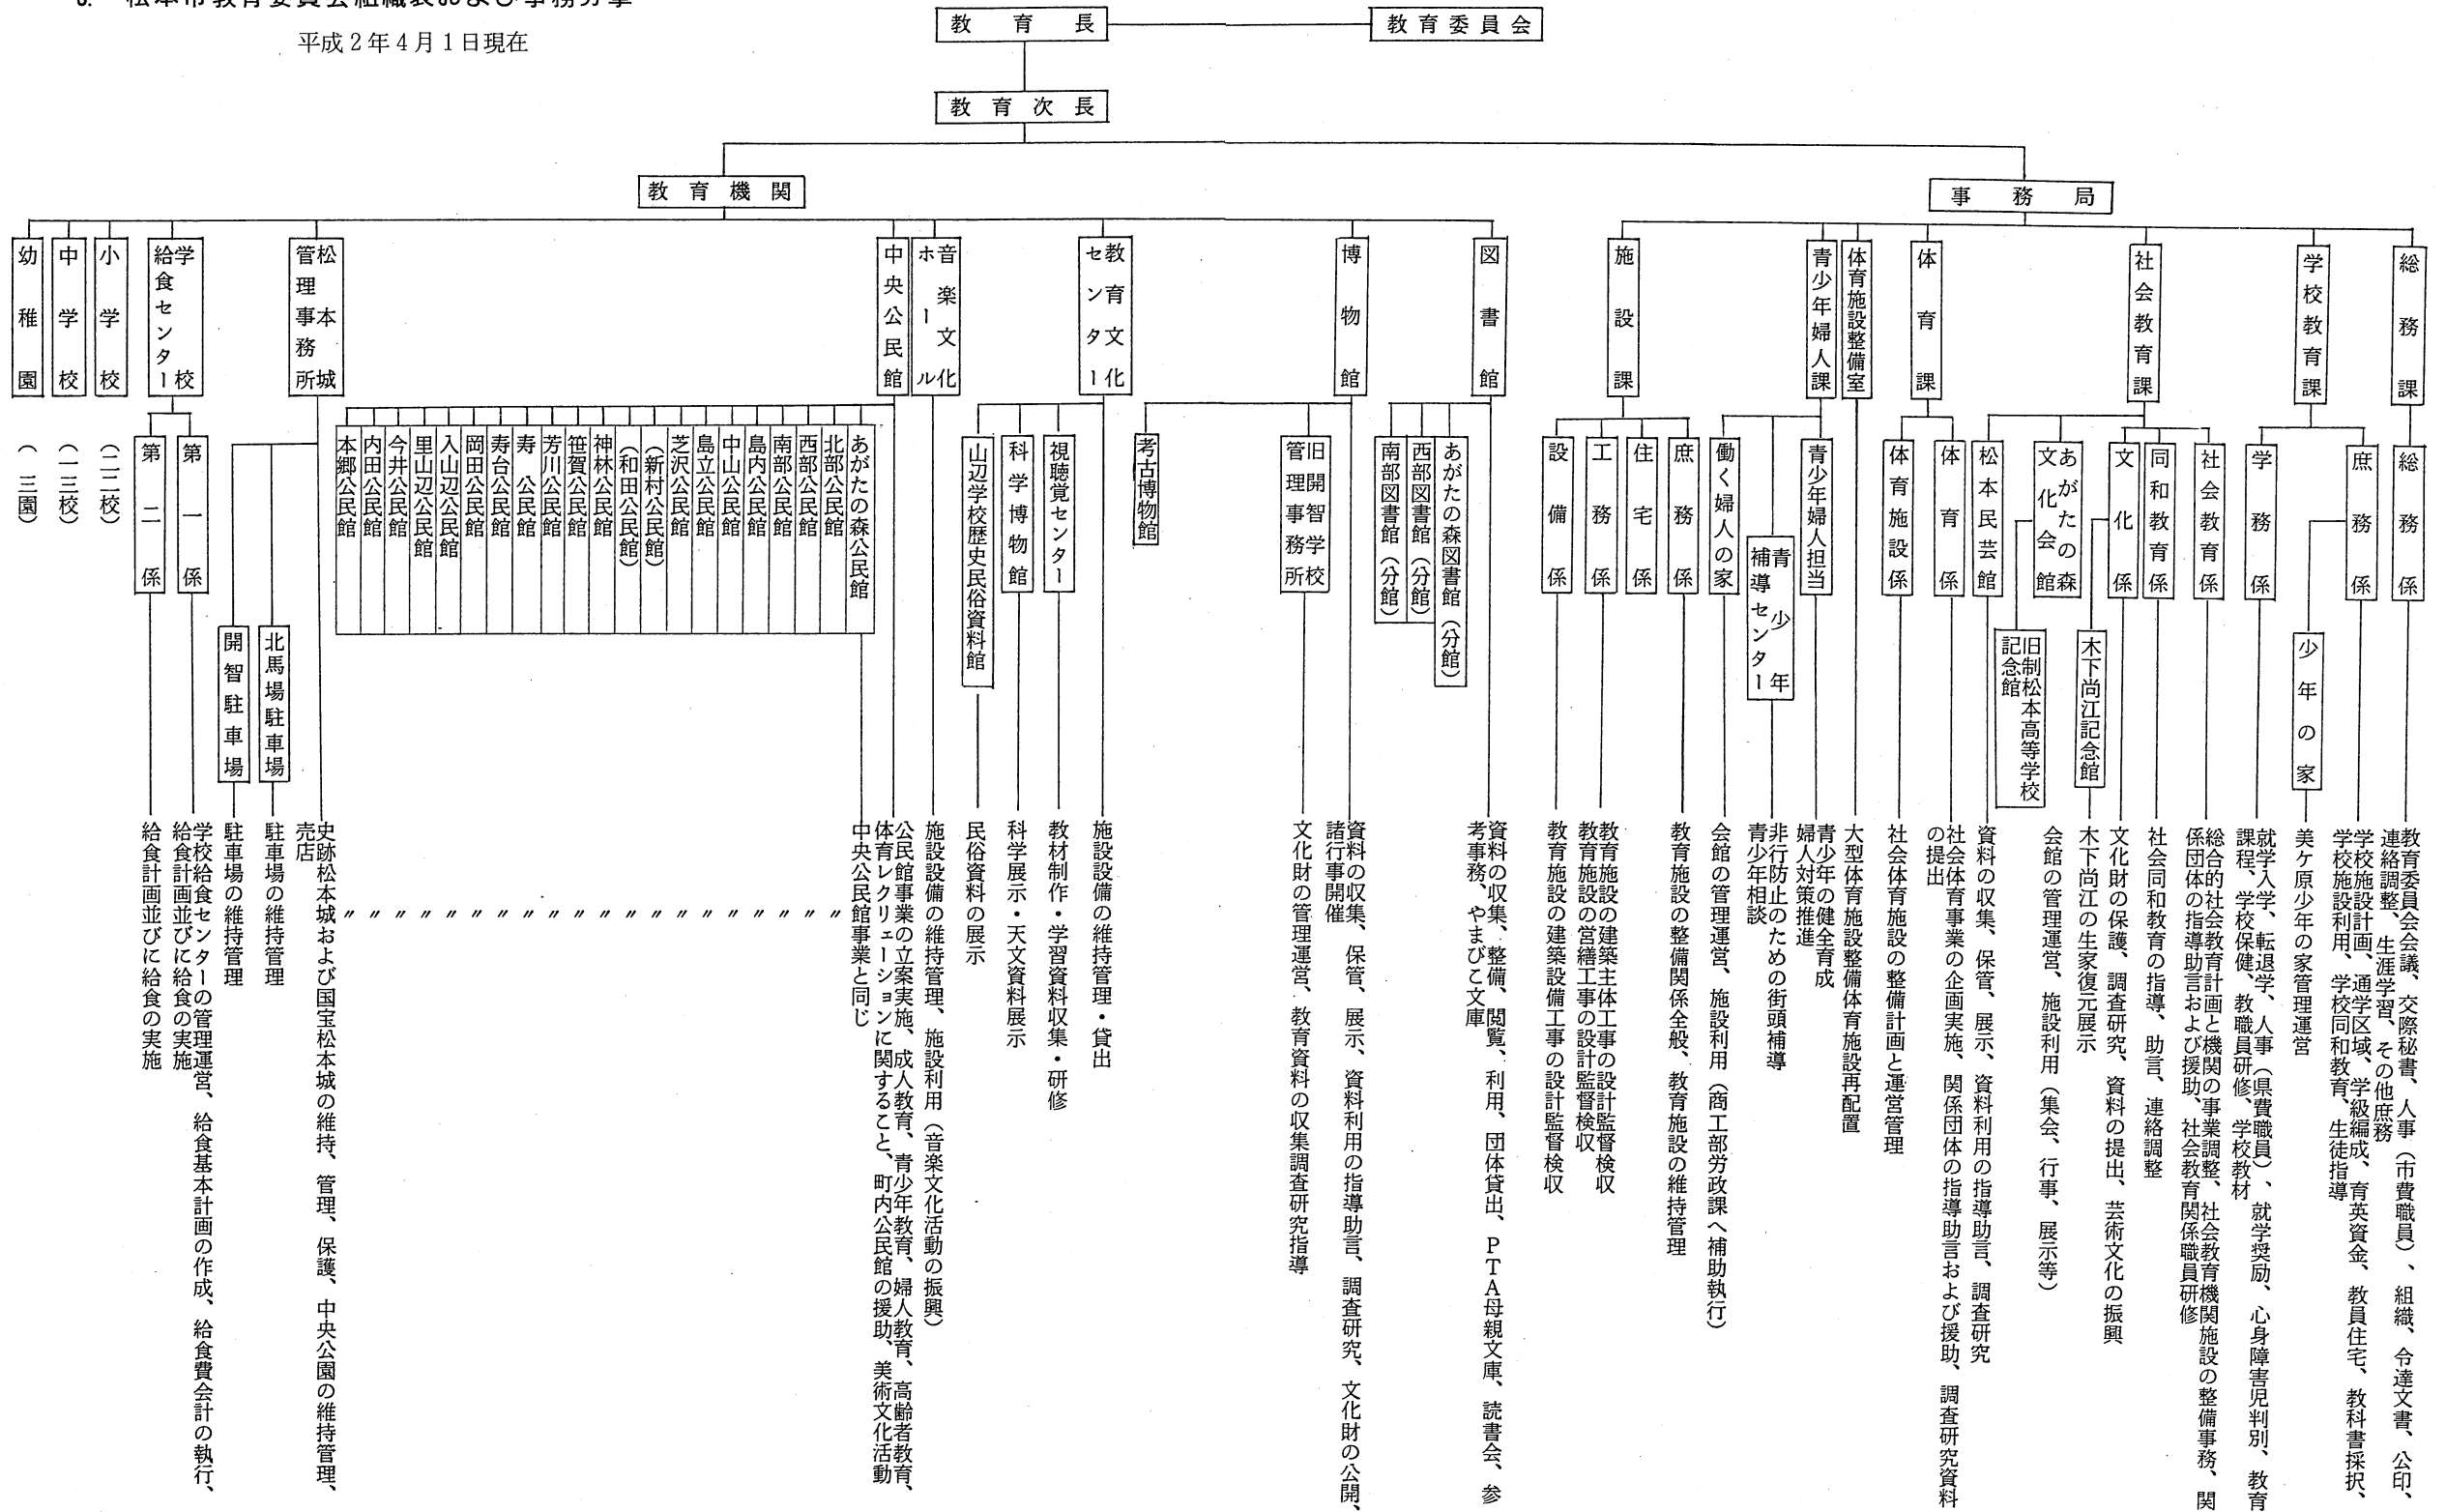 松本市教育委員会組織表および事務分掌
平成2年4月1日現在
教育長
教育委員会
教育次長
教育機関
事務局
総務課
学校教育課
社会教育課
体育課
体育施設整備室
青少年婦人課
施設課
図書館
博物館
教育文化
センター
音楽文化
ホール
中央公民館
松本城
管理事務所
学校
給食センター
小学校
中学校
幼稚園
総務係
庶務係
学務係
社会教育係
同和教育係
文化係
あがたの森
文化会館
松本民芸館
体育係
体育施設係
青少年婦人担当
青少年
補導センター
働く婦人の家
庶務係
住宅係
工務係
設備係
あがたの森図書館(分館)
西部図書館(分館)
南部図書館(分館)
旧開智学校
管理事務所
考古博物館
視聴覚センター
科学博物館
山辺学校歴史民俗資料館
あがたの森公民館
北部公民館
西部公民館
南部公民館
島内公民館
中山公民館
島立公民館
芝沢公民館
(新村公民館)
(和田公民館)
神林公民館
笹賀公民館
芳川公民館
寿 公民館
寿台公民館
岡田公民館
入山辺公民館
里山辺公民館
今井公民館
内田公民館
本郷公民館
第一係
第二係
(二二校)
(一三校)
(三園)
少年の家
木下尚江記念館
旧制松本高等学校
記念館
北馬場駐車場
開智駐車場
教育委員会会議、交際秘書、人事(市費職員)、組織、令達文書、公印、
連絡調整、生涯学習、その他庶務
学校施設計画、通学区域、学級編成、育英資金、教員住宅、教科書採択、
学校施設利用、学校同和教育、生徒指導
美ケ原少年の家管理運営
就学入学、転退学、人事(県費職員)、就学奨励、心身障害児判別、教育
課程、学校保健、教職員研修、学校教材
総合的社会教育計画と機関の事業調整、社会教育機関施設の整備事務、関
係団体の指導助言および援助、社会教育関係職員研修
社会同和教育の指導、助言、連絡調整
文化財の保護、調査研究、資料の提出、芸術文化の振興
木下尚江の生家復元展示
会館の管理運営、施設利用(集会、行事、展示等)
資料の収集、保管、展示、資料利用の指導助言、調査研究
社会体育事業の企画実施、関係団体の指導助言および援助、調査研究資料
の提出
社会体育施設の整備計画と運営管理
大型体育施設整備体育施設再配置
青少年の健全育成
婦人対策推進
非行防止のための街頭補導
青少年相談
会館の管理運営、施設利用(商工部労政課へ補助執行)
教育施設の整備関係全般、教育施設の維持管理
教育施設の建築主体工事の設計監督検収
教育施設の営繕工事の設計監督検収
教育施設の建築設備工事の設計監督検収
資料の収集、整備、閲覧、利用、団体貸出、PTA母親文庫、読書会、参
考事務、やまびこ文庫
資料の収集、保管、展示、資料利用の指導助言、調査研究、文化財の公開、
諸行事開催
文化財の管理運営、教育資料の収集調査研究指導
施設設備の維持管理・貸出
教材制作・学習資料収集・研修
科学展示・天文資料展示
民俗資料の展示
施設設備の維持管理、施設利用(音楽文化活動の振興)
公民館事業の立案実施、成人教育、青少年教育、婦人教育、高齢者教育、
体育レクリェーションに関すること、町内公民館の援助、美術文化活動
中央公民館事業と同じ
〃 〃 〃 〃 〃 〃 〃 〃 〃 〃 〃 〃 〃 〃 〃 〃 〃 〃 〃 〃
史跡松本城および国宝松本城の維持、管理、保護、中央公園の維持管理、
売店
駐車場の維持管理
駐車場の維持管理
学校給食センターの管理運営、給食基本計画の作成、給食費会計の執行、
給食計画並びに給食の実施
給食計画並びに給食の実施